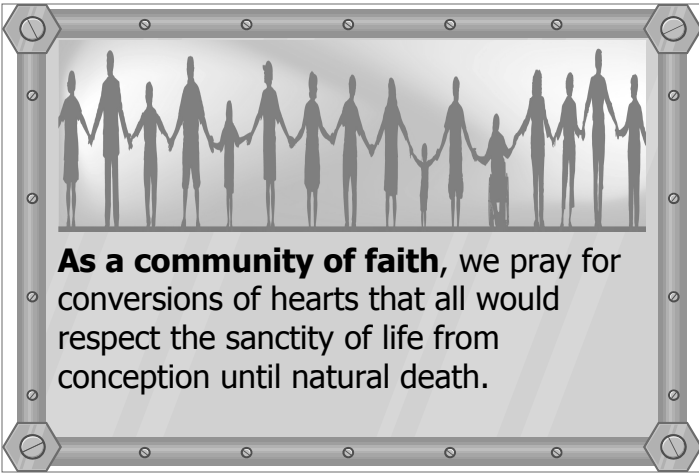 As a community of faith, we pray for
conversions of hearts that all would
respect the sanctity of life from
conception until natural death.